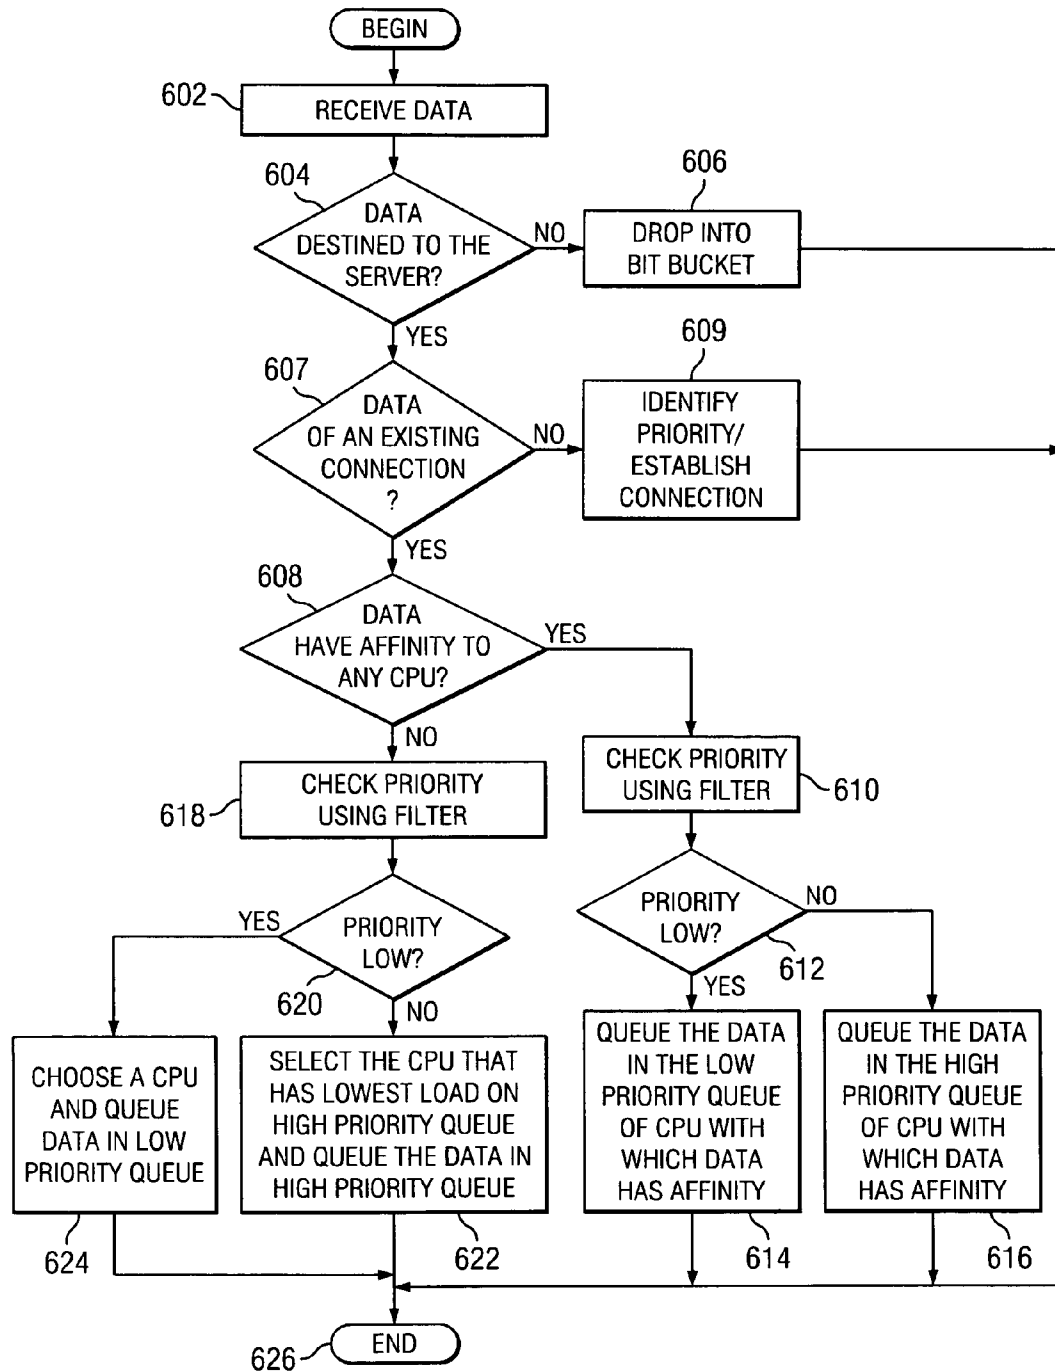 BEGIN
602
RECEIVE DATA
604
DATA
DESTINED TO THE
SERVER?
NO
606
DROP INTO
BIT BUCKET
YES
607
DATA
OF AN EXISTING
CONNECTION
?
NO
609
IDENTIFY
PRIORITY/
ESTABLISH
CONNECTION
YES
608
DATA
HAVE AFFINITY TO
ANY CPU?
YES
NO
CHECK PRIORITY
USING FILTER
618
CHECK PRIORITY
USING FILTER
610
PRIORITY
LOW?
YES
620
NO
PRIORITY
LOW?
NO
612
YES
CHOOSE A CPU
AND QUEUE
DATA IN LOW
PRIORITY QUEUE
624
SELECT THE CPU THAT
HAS LOWEST LOAD ON
HIGH PRIORITY QUEUE
AND QUEUE THE DATA IN
HIGH PRIORITY QUEUE
622
QUEUE THE DATA
IN THE LOW
PRIORITY QUEUE
OF CPU WITH
WHICH DATA
HAS AFFINITY
614
QUEUE THE DATA
IN THE HIGH
PRIORITY QUEUE
OF CPU WITH
WHICH DATA
HAS AFFINITY
616
END
626